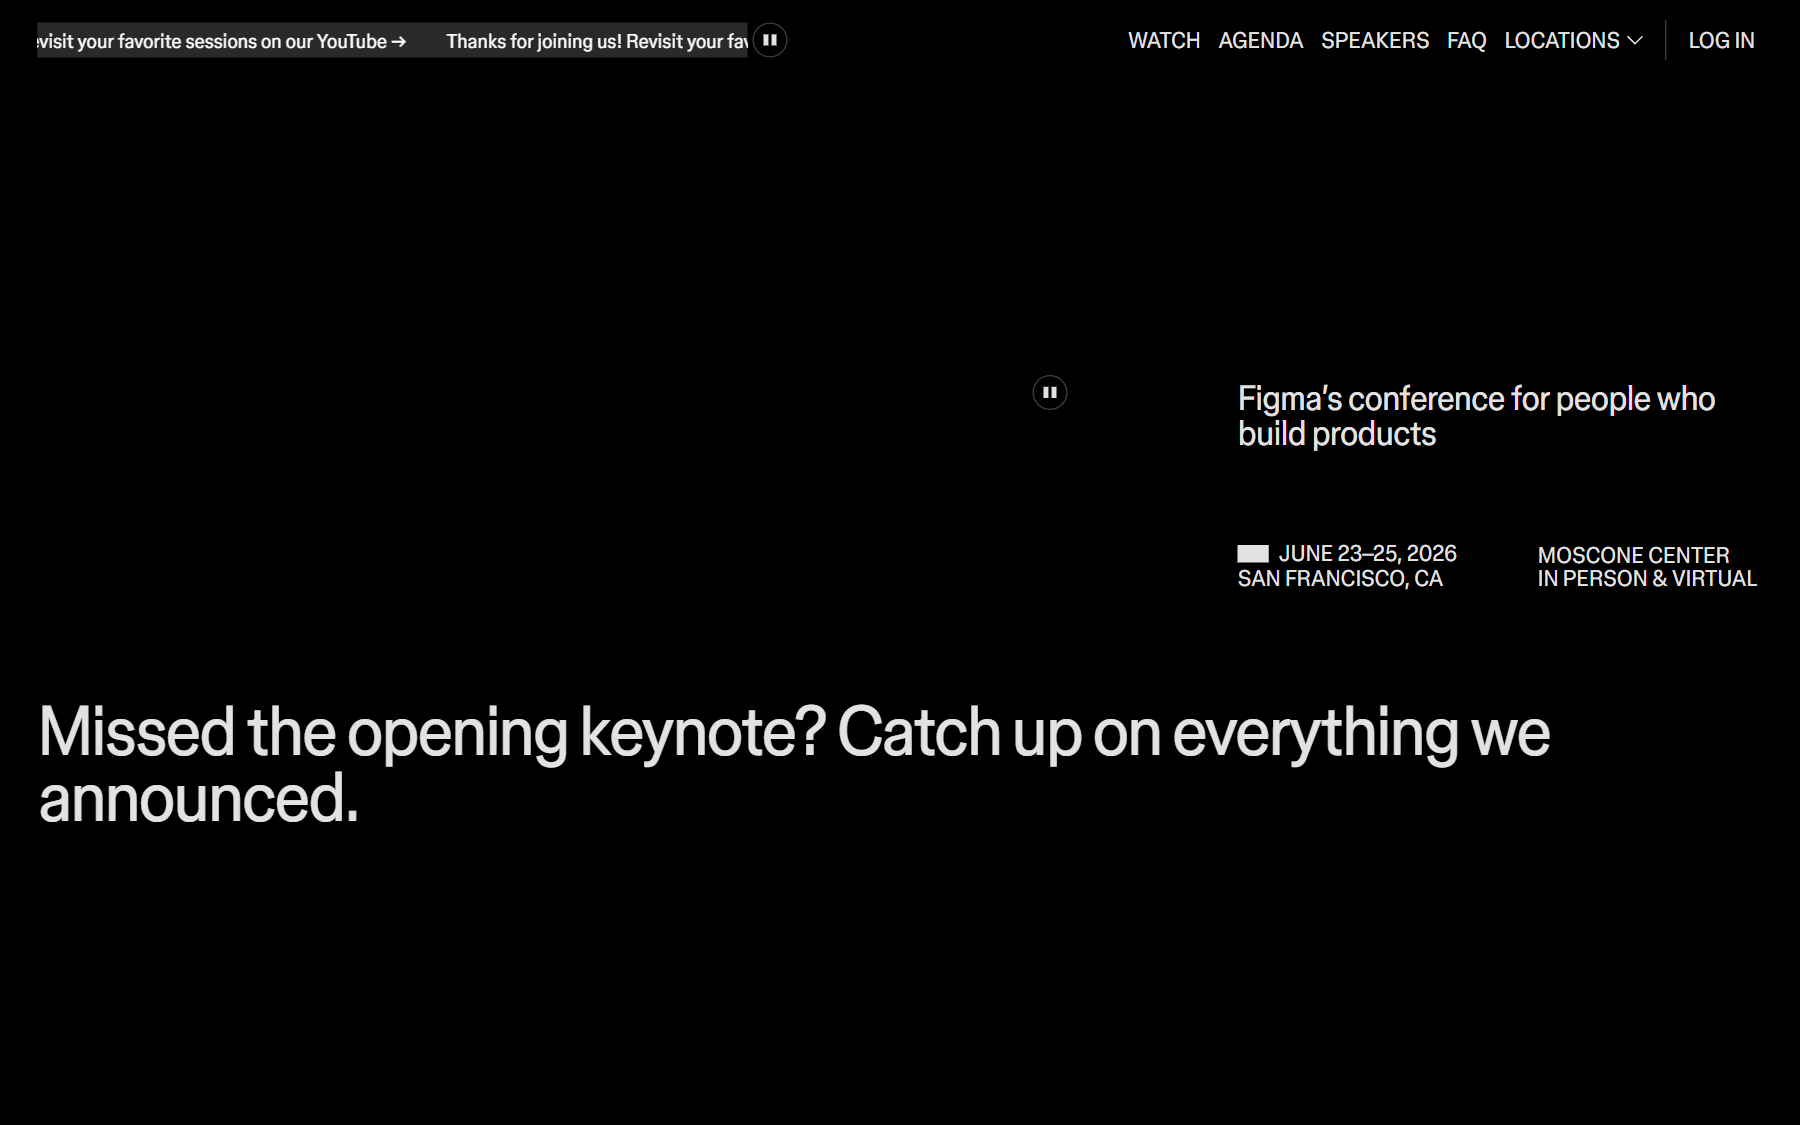 visit your favorite sessions on our YouTube → Thanks for joining us! Revisit your fav
WATCH AGENDA SPEAKERS FAQ LOCATIONS LOG IN
Figma’s conference for people who
build products
JUNE 23–25, 2026
SAN FRANCISCO, CA
MOSCONE CENTER
IN PERSON & VIRTUAL
Missed the opening keynote? Catch up on everything we
announced.